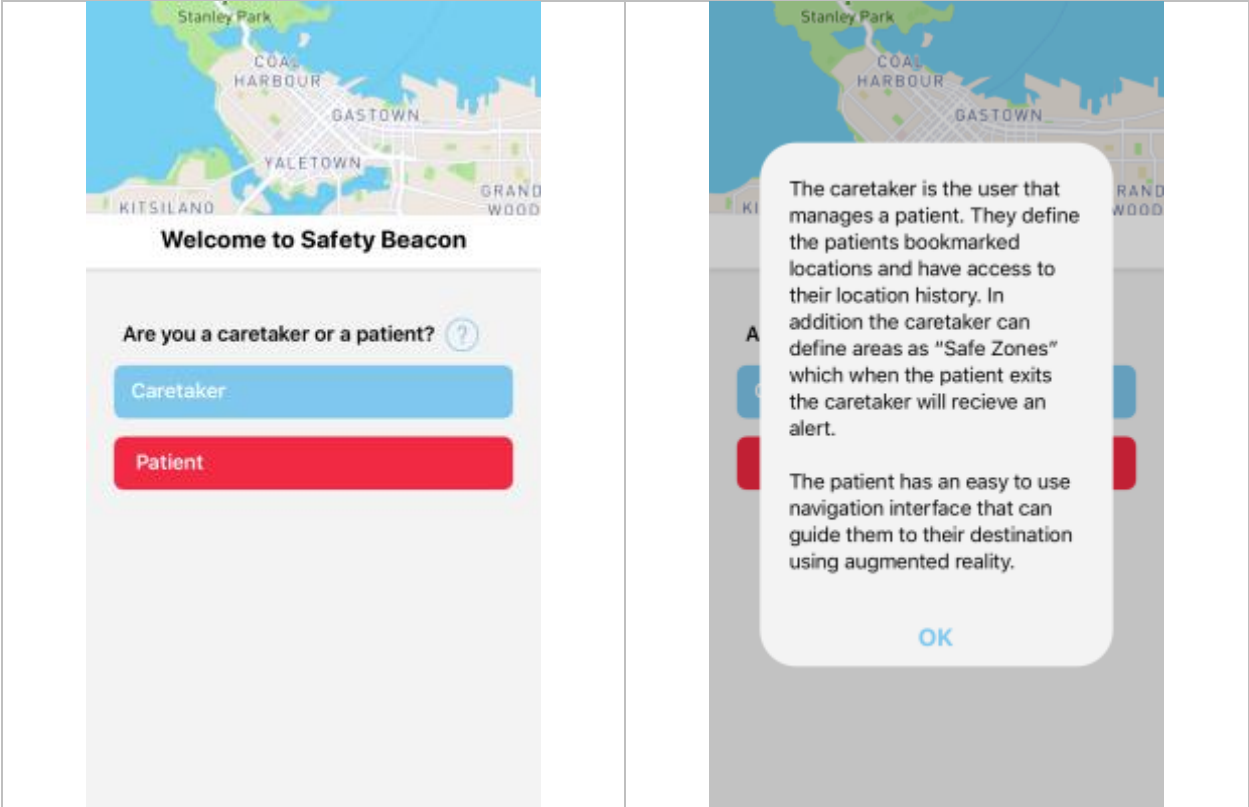 Stanley Park
COAL
HARBOUR
GASTOWN
YALETOWN
GRAND
WOOD
KITSILANO
Welcome to Safety Beacon
Are you a caretaker or a patient? ?
Caretaker
Patient
Stanley Park
COAL
HARBOUR
GASTOWN
RAND
WOOD
KI
The caretaker is the user that
manages a patient. They define
the patients bookmarked
locations and have access to
their location history. In
addition the caretaker can
define areas as "Safe Zones"
which when the patient exits
the caretaker will recieve an
alert.
The patient has an easy to use
navigation interface that can
guide them to their destination
using augmented reality.
OK
A